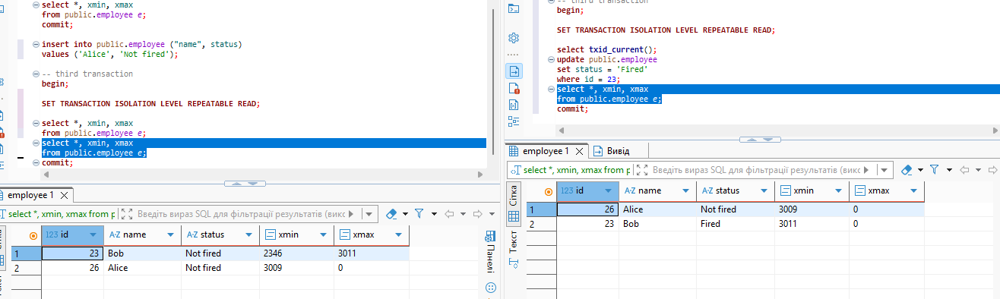 select *, xmin, xmax
from public.employee e;
commit;
insert into public.employee ("name", status)
values ('Alice', 'Not fired');
-- third transaction
begin;
SET TRANSACTION ISOLATION LEVEL REPEATABLE READ;
select *, xmin, xmax
from public.employee e;
select *, xmin, xmax
from public.employee e;
commit;
employee 1
select *, xmin, xmax from p
Введіть вираз SQL для фільтрації результатів (викс
123 id
A-Z name
A-Z status
xmin
xmax
1 23 Bob Not fired 2346 3011
2 26 Alice Not fired 3009 0
Панелі
-- third transaction
begin;
SET TRANSACTION ISOLATION LEVEL REPEATABLE READ;
select txid_current();
update public.employee
set status = 'Fired'
where id = 23;
select *, xmin, xmax
from public.employee e;
commit;
employee 1
Вивід
select *, xmin, xmax from p
Введіть вираз SQL для фільтрації результатів (викс
Сітка
Текст
123 id
A-Z name
A-Z status
xmin
xmax
1 26 Alice Not fired 3009 0
2 23 Bob Fired 3011 0